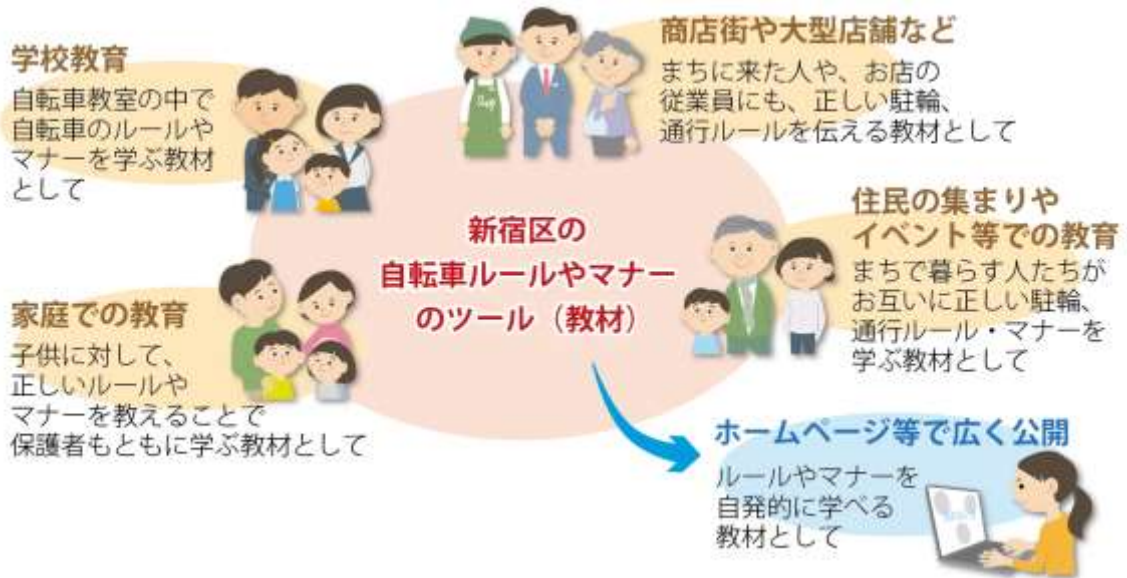 学校教育
自転車教室の中で
自転車のルールや
マナーを学ぶ教材
として
商店街や大型店舗など
まちに来た人や、お店の
従業員にも、正しい駐輪、
通行ルールを伝える教材として
新宿区の
自転車ルールやマナー
のツール（教材）
住民の集まりや
イベント等での教育
まちで暮らす人たちが
お互いに正しい駐輪、
通行ルール・マナーを
学ぶ教材として
家庭での教育
子供に対して、
正しいルールや
マナーを教えることで
保護者もともに学ぶ教材として
ホームページ等で広く公開
ルールやマナーを
自発的に学べる
教材として